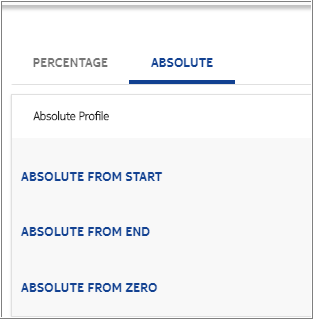 PERCENTAGE ABSOLUTE
Absolute Profile
ABSOLUTE FROM START
ABSOLUTE FROM END
ABSOLUTE FROM ZERO